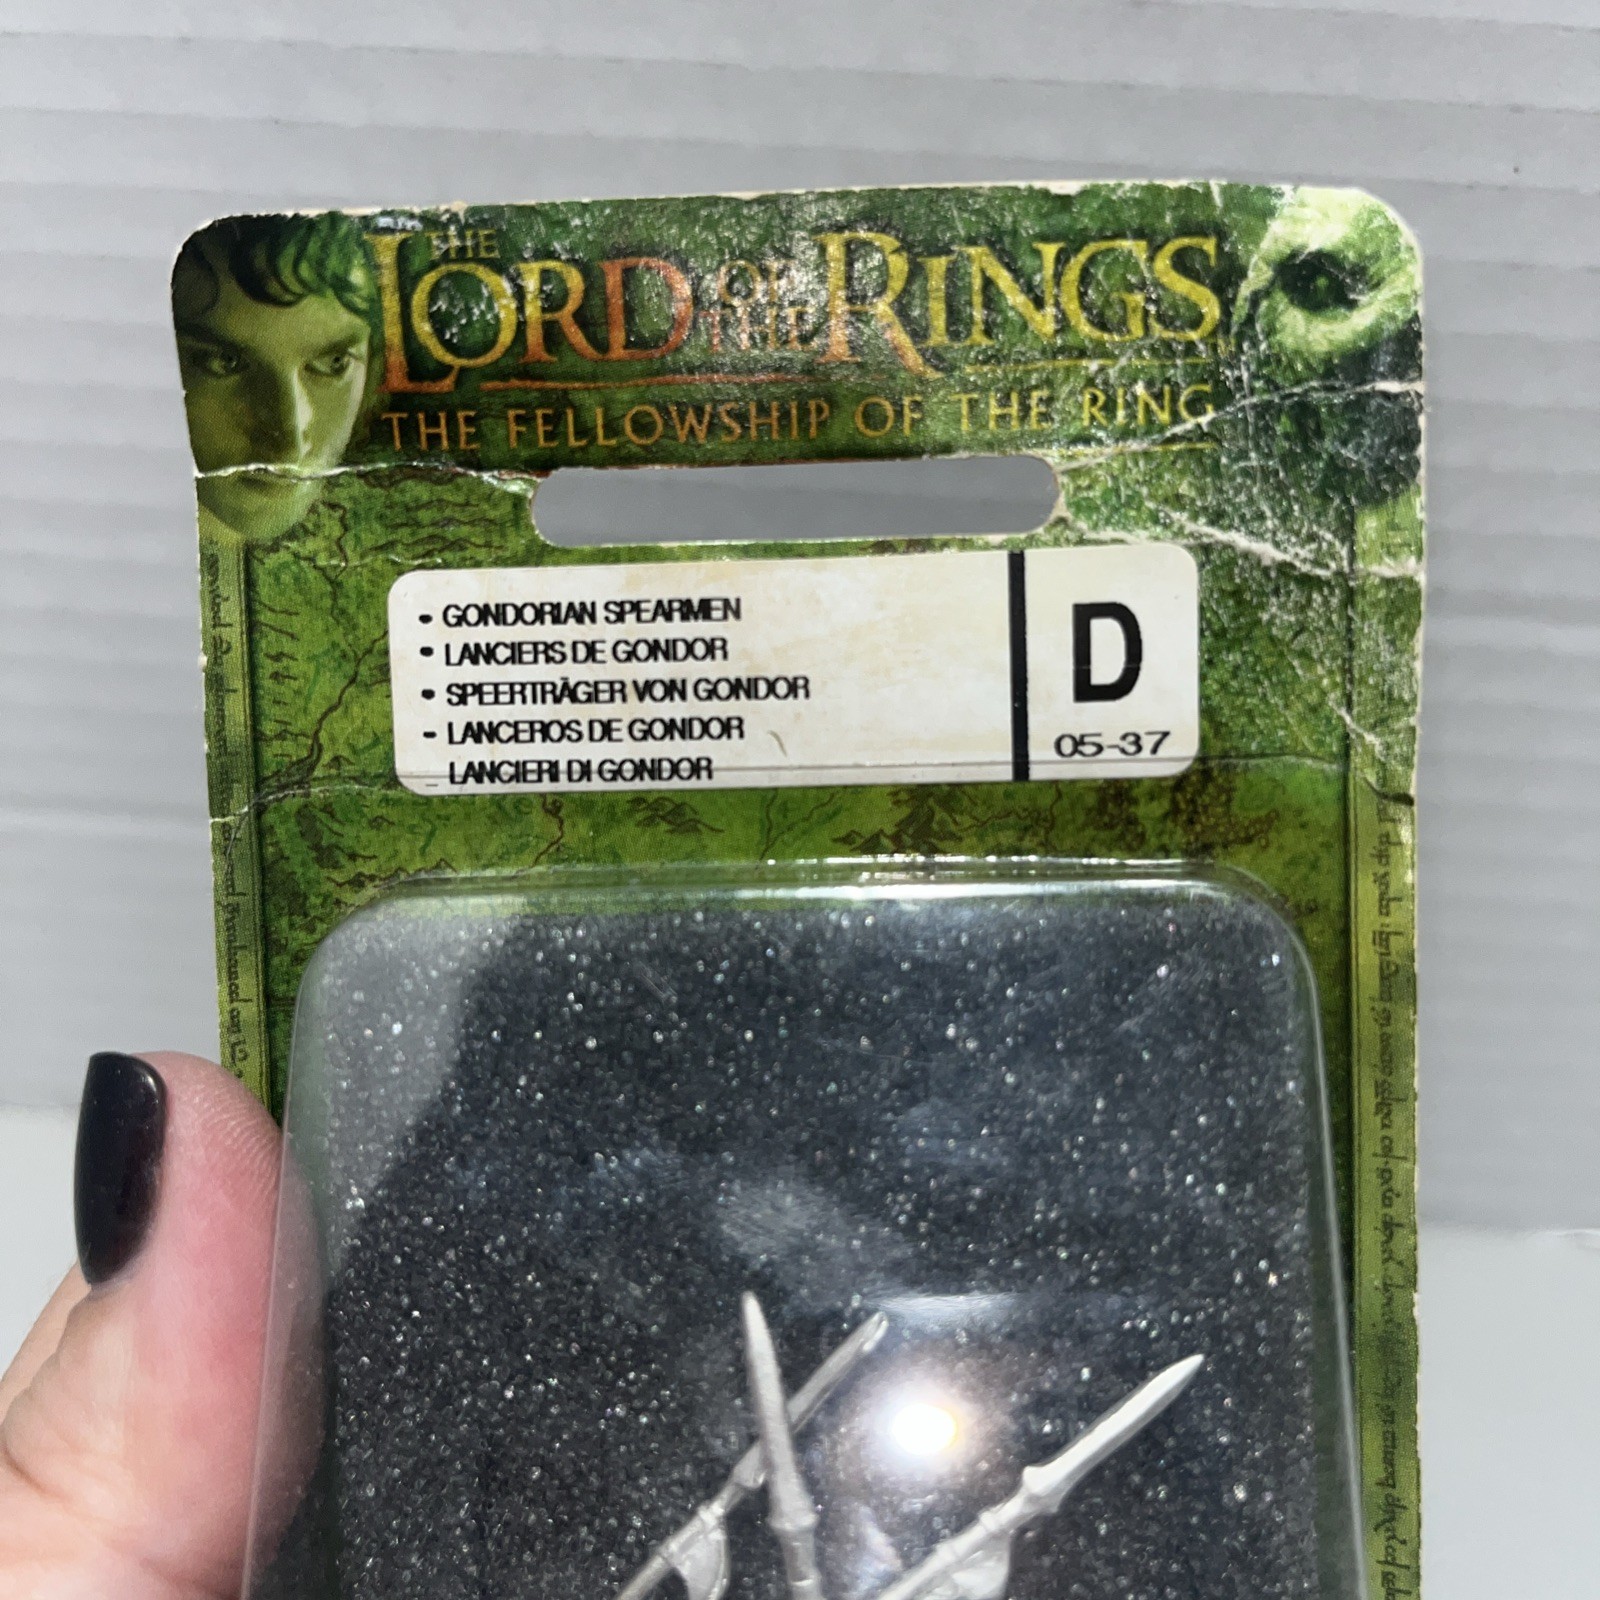 THE LORD OF THE RINGS
THE FELLOWSHIP OF THE RING
• GONDORIAN SPEARMEN
• LANCIERS DE GONDOR
• SPEERTRÄGER VON GONDOR
- LANCEROS DE GONDOR
_ LANCIERI DI GONDOR
D
05-37